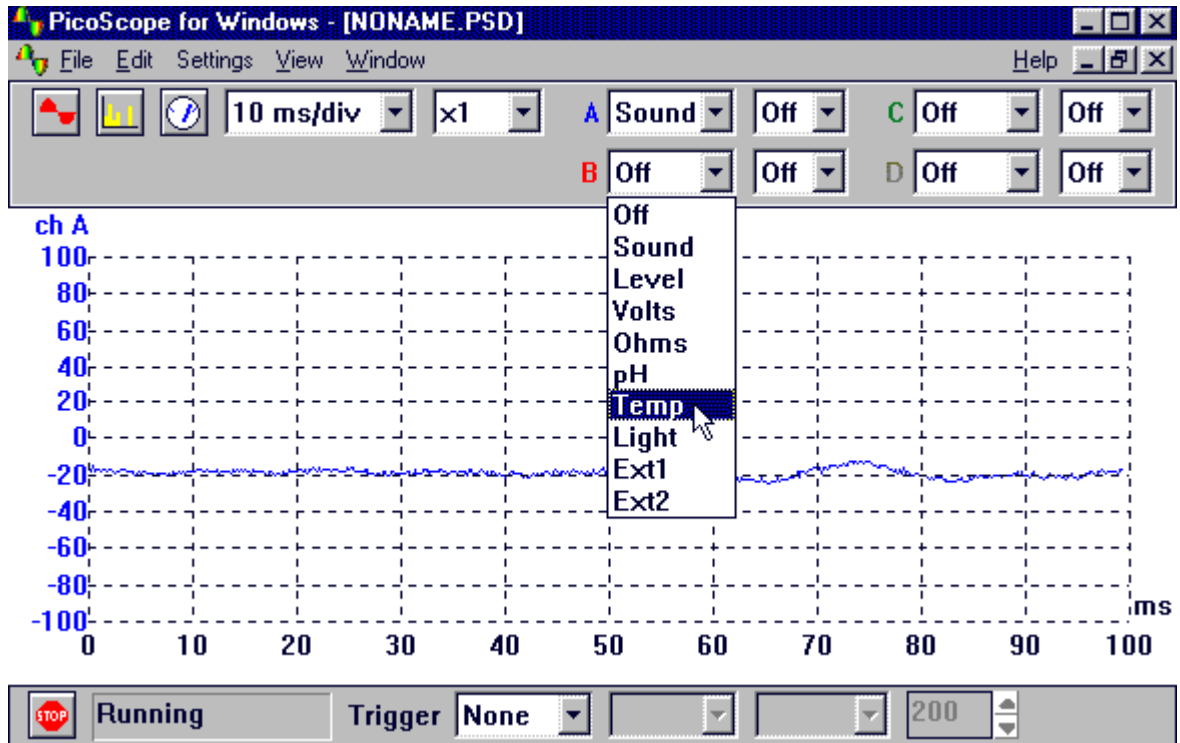 PicoScope for Windows - [NONAME.PSD]
File Edit Settings View Window Help
10 ms/div x1 A Sound Off C Off Off
B Off Off D Off Off
Off
Sound
Level
Volts
Ohms
pH
Temp
Light
Ext1
Ext2
ch A
100
80
60
40
20
0
-20
-40
-60
-80
-100
ms
0 10 20 30 40 50 60 70 80 90 100
STOP Running Trigger None 200